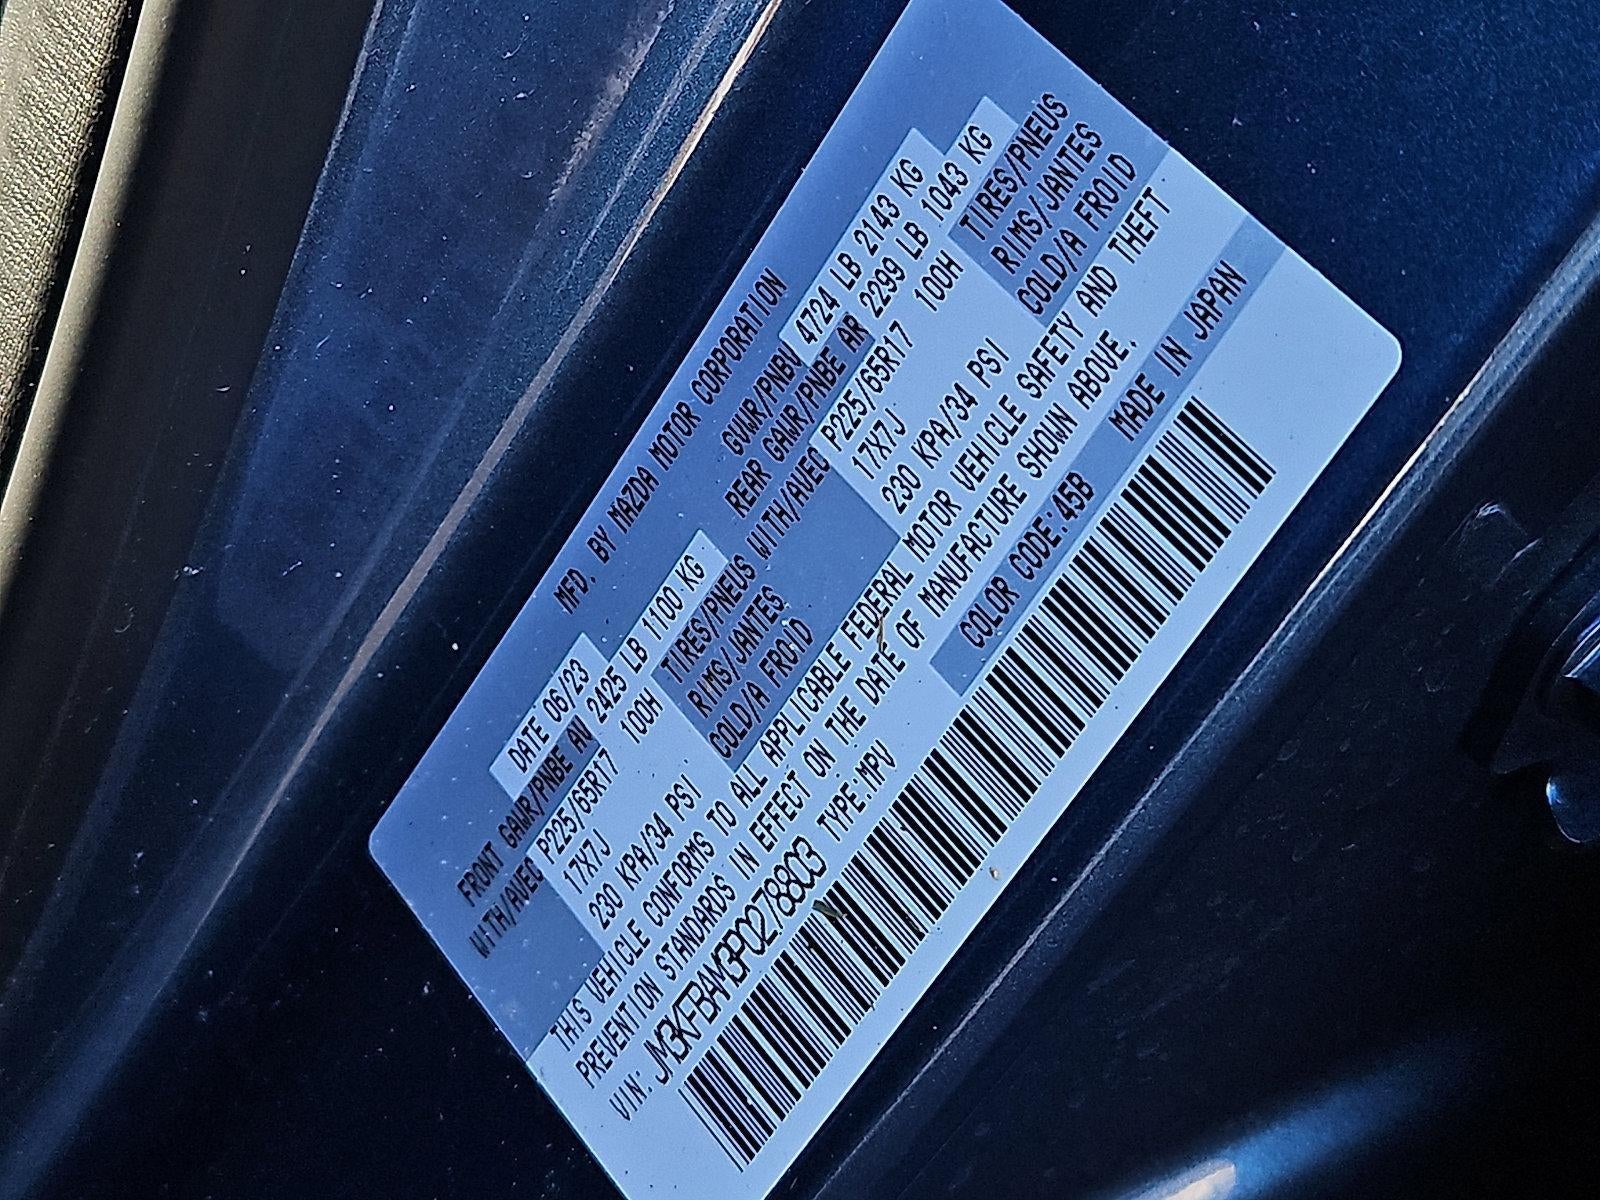 MFD. BY MAZDA MOTOR CORPORATION
DATE 06/23 GVWR/PNBV 4724 LB 2143 KG
FRONT GAWR/PNBE AV 2425 LB 1100 KG REAR GAWR/PNBE AR 2299 LB 1043 KG
WITH/AVEC P225/65R17 100H TIRES/PNEUS WITH/AVEC P225/65R17 100H TIRES/PNEUS
17X7J RIMS/JANTES 17X7J RIMS/JANTES
230 KPA/34 PSI COLD/A FROID 230 KPA/34 PSI COLD/A FROID
THIS VEHICLE CONFORMS TO ALL APPLICABLE FEDERAL MOTOR VEHICLE SAFETY AND THEFT
PREVENTION STANDARDS IN EFFECT ON THE DATE OF MANUFACTURE SHOWN ABOVE.
VIN: JM3KFBAM3P0278803 TYPE:MPV COLOR CODE:45B MADE IN JAPAN